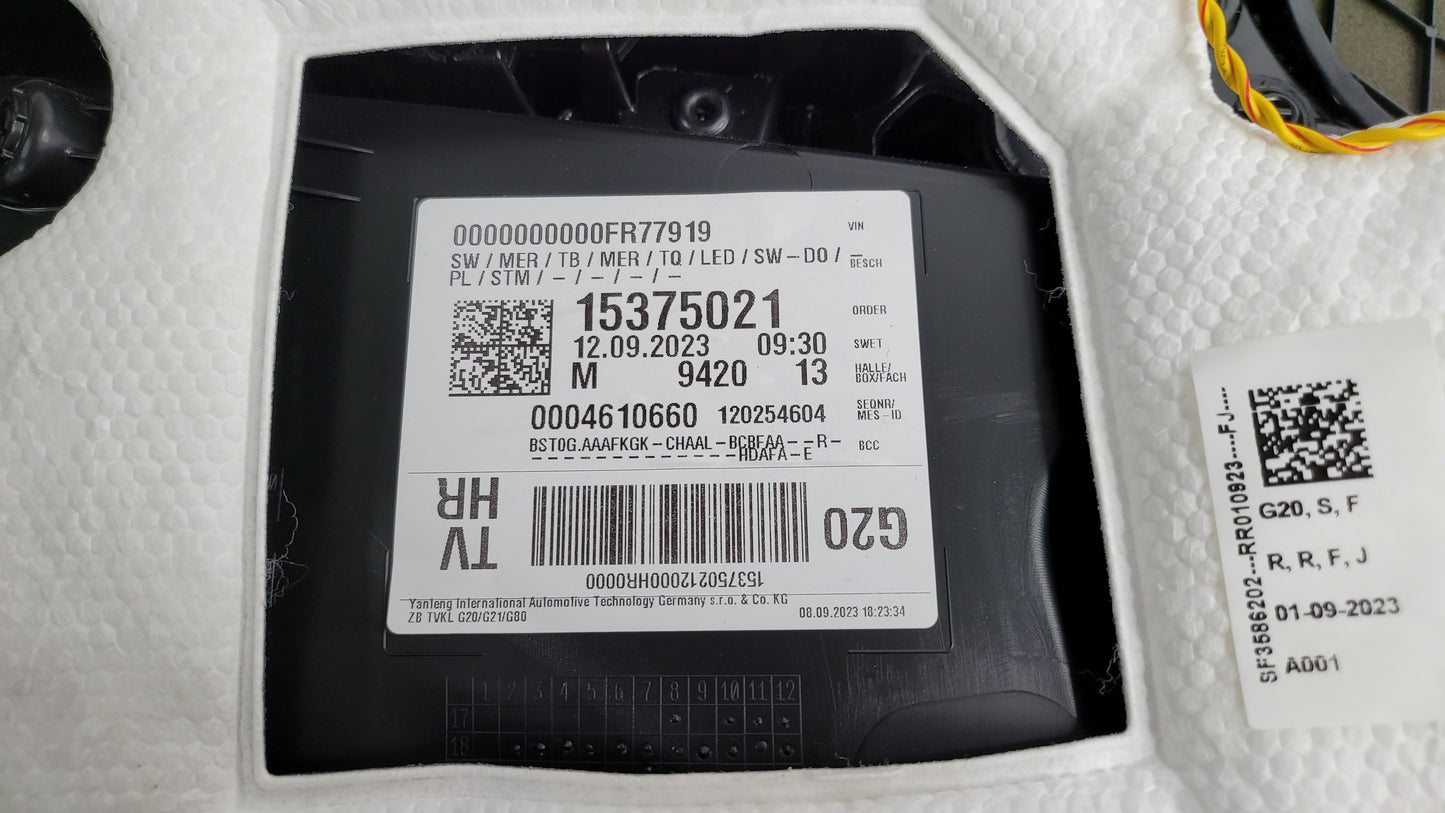 0000000000FR77919 VIN
SW / MER / TB / MER / TQ / LED / SW - DO / - BESCH
PL / STM / - / - / - / -
15375021 ORDER
12.09.2023 09:30 SWET
M 9420 13 HALLE/
BOX/FACH
0004610660 120254604 SEQNR/
MES-ID
BST0G.AAAFKGK-CHAAL-BCBFAA--R- BCC
---------------HDAFA-E
TV
HR
G20
153750212000HR0000
Yanfeng International Automotive Technology Germany s.r.o. & Co. KG
ZB TVKL G20/G21/G80 08.09.2023 18:23:34
1 2 3 4 5 6 7 8 9 10 11 12
17
18
SF3586202---RR010923----FJ----
G20, S, F
R, R, F, J
01-09-2023
A001